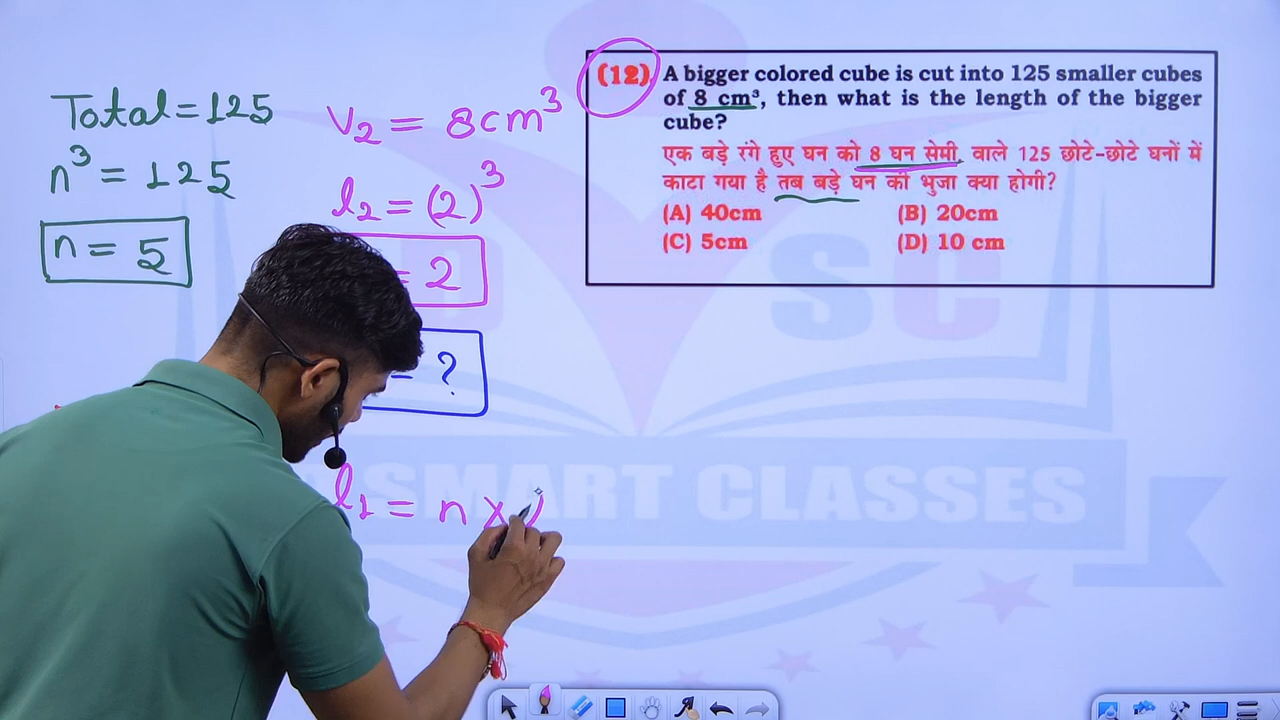 Total = 125
n³ = 125
n = 5
V₂ = 8cm³
l₂ = (2)³
= 2
= ?
l₁ = n ×
(12) A bigger colored cube is cut into 125 smaller cubes
of 8 cm³, then what is the length of the bigger
cube?
एक बड़े रंगे हुए घन को 8 घन सेमी. वाले 125 छोटे-छोटे घनों में
काटा गया है तब बड़े घन की भुजा क्या होगी?
(A) 40cm (B) 20cm
(C) 5cm (D) 10 cm
SC
SMART CLASSES